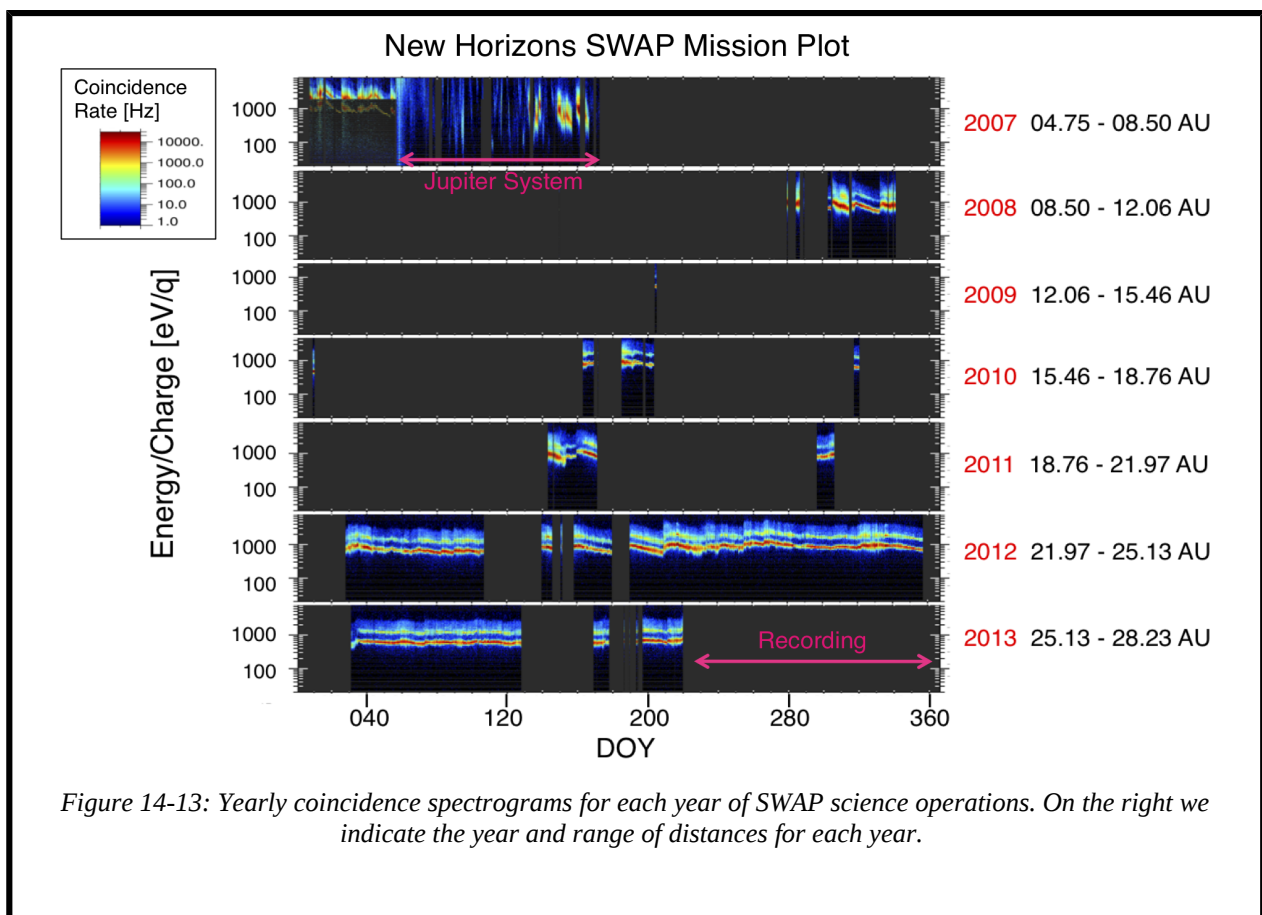 New Horizons SWAP Mission Plot
Coincidence
Rate [Hz]
10000.
1000.0
100.0
10.0
1.0
Energy/Charge [eV/q]
1000
100
Jupiter System
2007 04.75 - 08.50 AU
1000
100
2008 08.50 - 12.06 AU
1000
100
2009 12.06 - 15.46 AU
1000
100
2010 15.46 - 18.76 AU
1000
100
2011 18.76 - 21.97 AU
1000
100
2012 21.97 - 25.13 AU
1000
100
Recording
2013 25.13 - 28.23 AU
040 120 200 280 360
DOY
Figure 14-13: Yearly coincidence spectrograms for each year of SWAP science operations. On the right we
indicate the year and range of distances for each year.